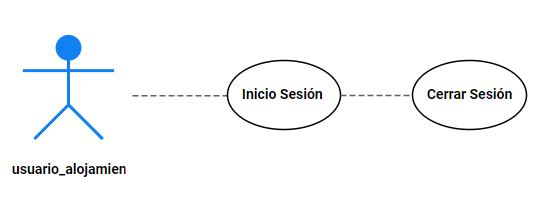 Inicio Sesión
Cerrar Sesión
usuario_alojamien